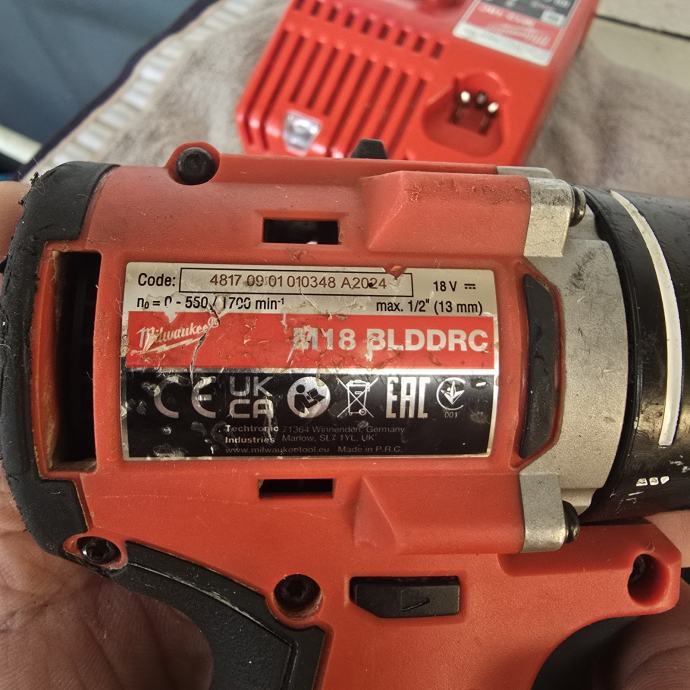 Code: 4817 09 01 010348 A2024 18 V
n₀ = 0 - 550 / 1700 min⁻¹ max. 1/2" (13 mm)
Milwaukee®
M18 BLDDRC
CE UK CA EAC
001
Techtronic 71364 Winnenden, Germany
Industries Marlow, SL7 1YL, UK
www.milwaukeetool.eu Made in P.R.C.